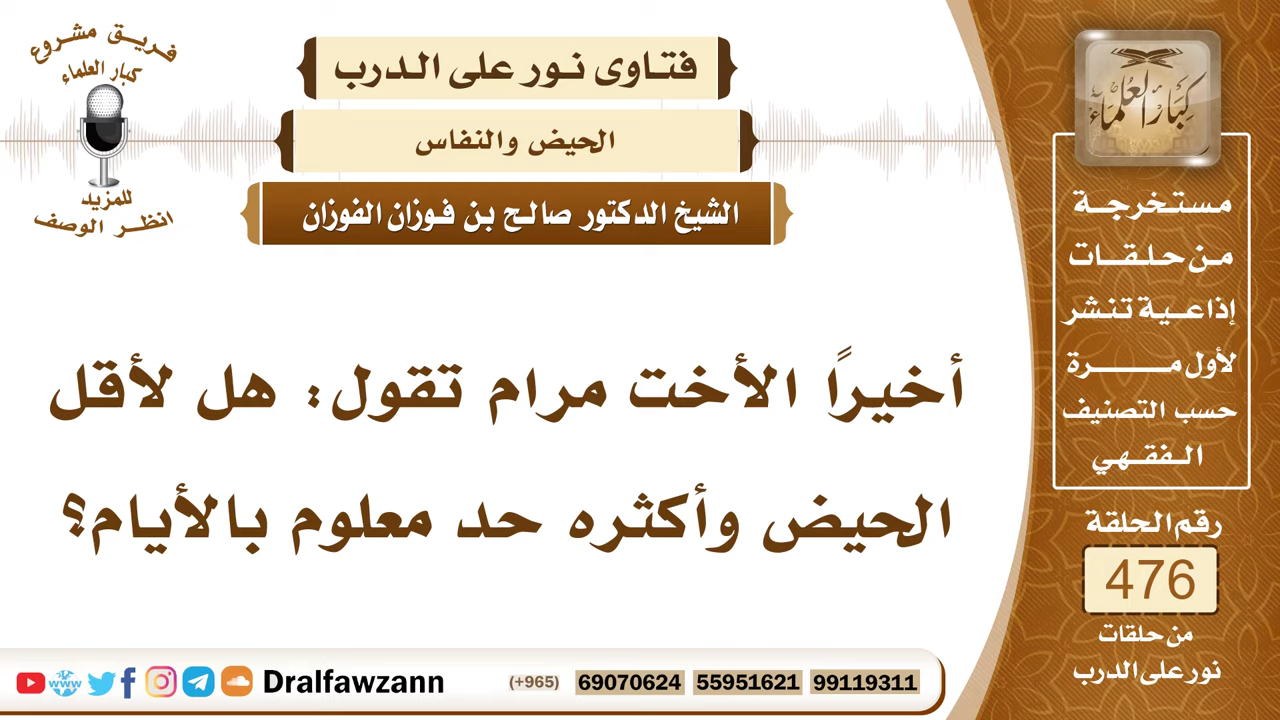 فريق مشروع
كبار العلماء
للمزيد
انظر الوصف
فتاوى نور على الدرب
الحيض والنفاس
الشيخ الدكتور صالح بن فوزان الفوزان
أخيراً الأخت مرام تقول: هل لأقل
الحيض وأكثره حد معلوم بالأيام؟
كبار العلماء
مستخرجة
من حلقات
إذاعية تنشر
لأول مرة
حسب التصنيف
الفقهي
رقم الحلقة
476
من حلقات
نور على الدرب
www Dralfawzann (+965) 69070624 55951621 99119311